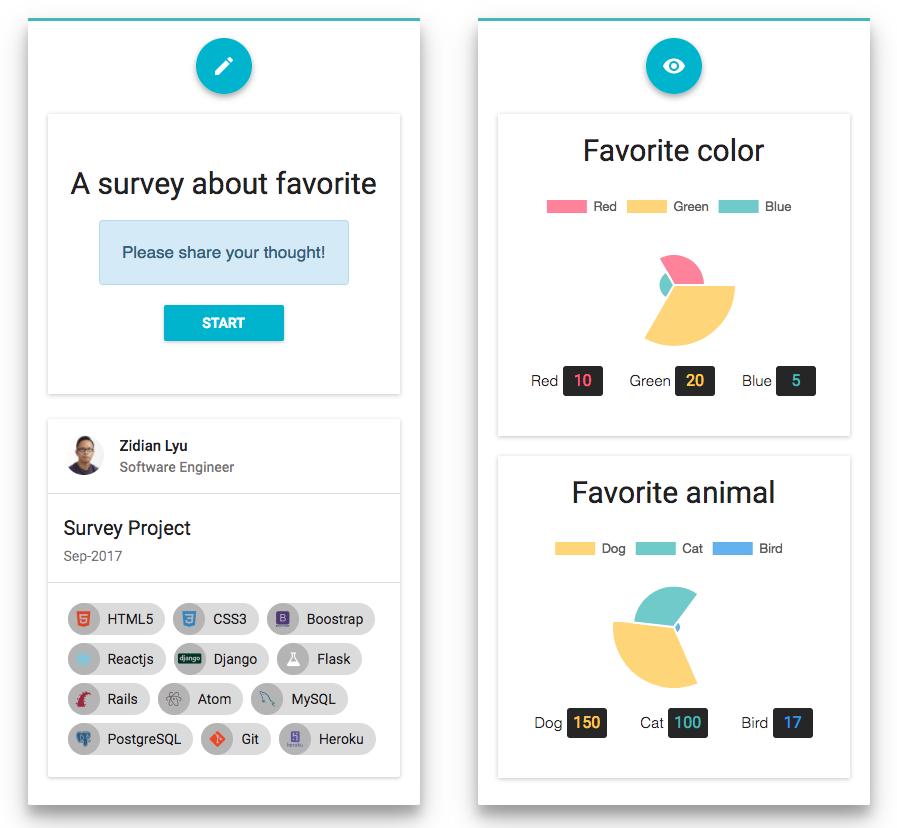 A survey about favorite
Please share your thought!
START
Zidian Lyu
Software Engineer
Survey Project
Sep-2017
HTML5 CSS3 B Boostrap
Reactjs django Django Flask
Rails Atom MySQL
PostgreSQL Git heroku Heroku
Favorite color
Red Green Blue
Red 10 Green 20 Blue 5
Favorite animal
Dog Cat Bird
Dog 150 Cat 100 Bird 17